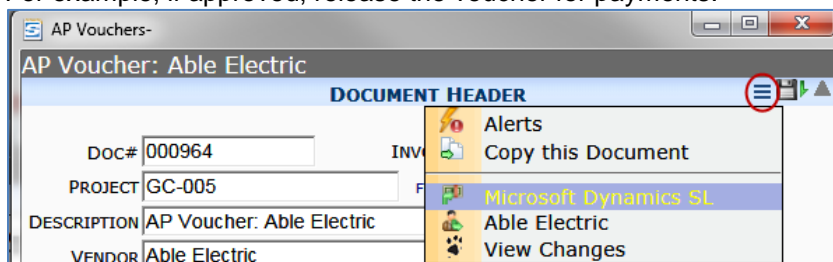 For example, if approved, release the voucher for payments.
AP Vouchers-
AP Voucher: Able Electric
DOCUMENT HEADER
Alerts
DOC# 000964 INV
Copy this Document
PROJECT GC-005
Microsoft Dynamics SL
DESCRIPTION AP Voucher: Able Electric
Able Electric
VENDOR Able Electric
View Changes